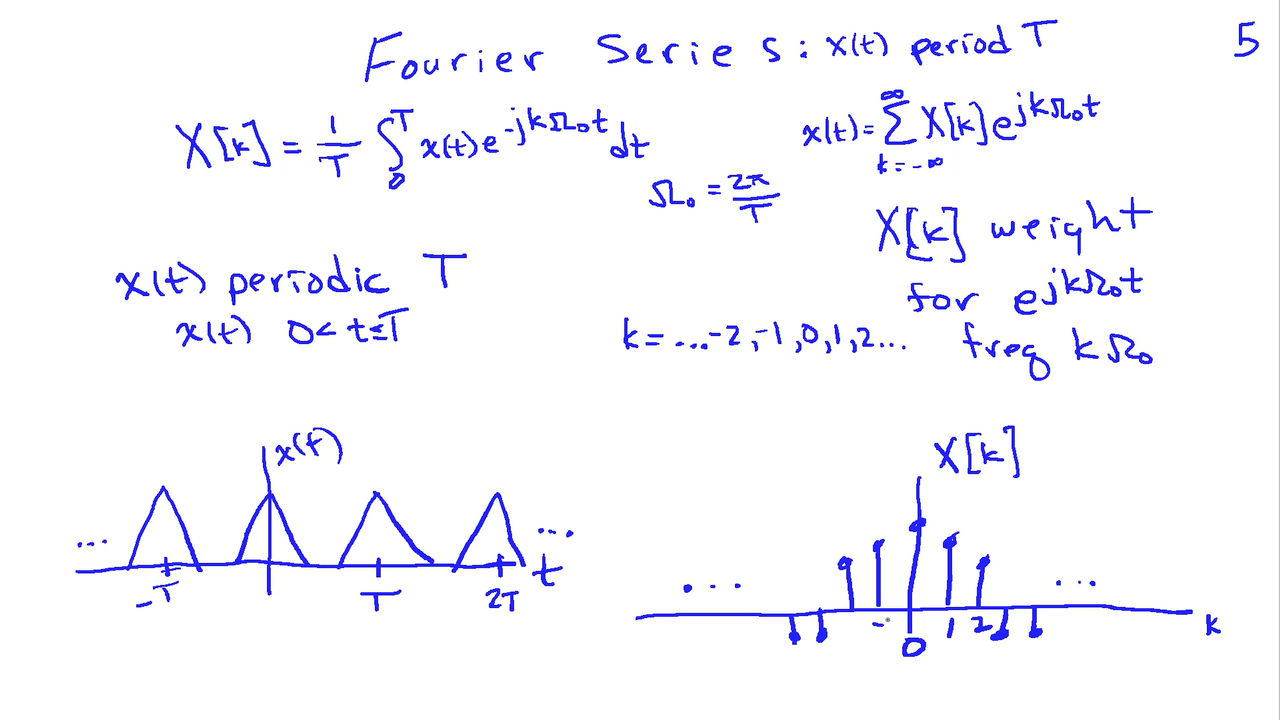 Fourier Series: x(t) period T
5
X[k] = 1/T ∫₀ᵀ x(t) e^{-jkΩ₀t} dt
x(t) = ∑_{k=-∞}^{∞} X[k] e^{jkΩ₀t}
Ω₀ = 2π/T
X[k] weight
for e^{jkΩ₀t}
freq kΩ₀
x(t) periodic T
x(t) 0 < t ≤ T
k = ... -2, -1, 0, 1, 2 ...
x(t)
... ...
-T T 2T t
X[k]
... ...
- 0 1 2 k